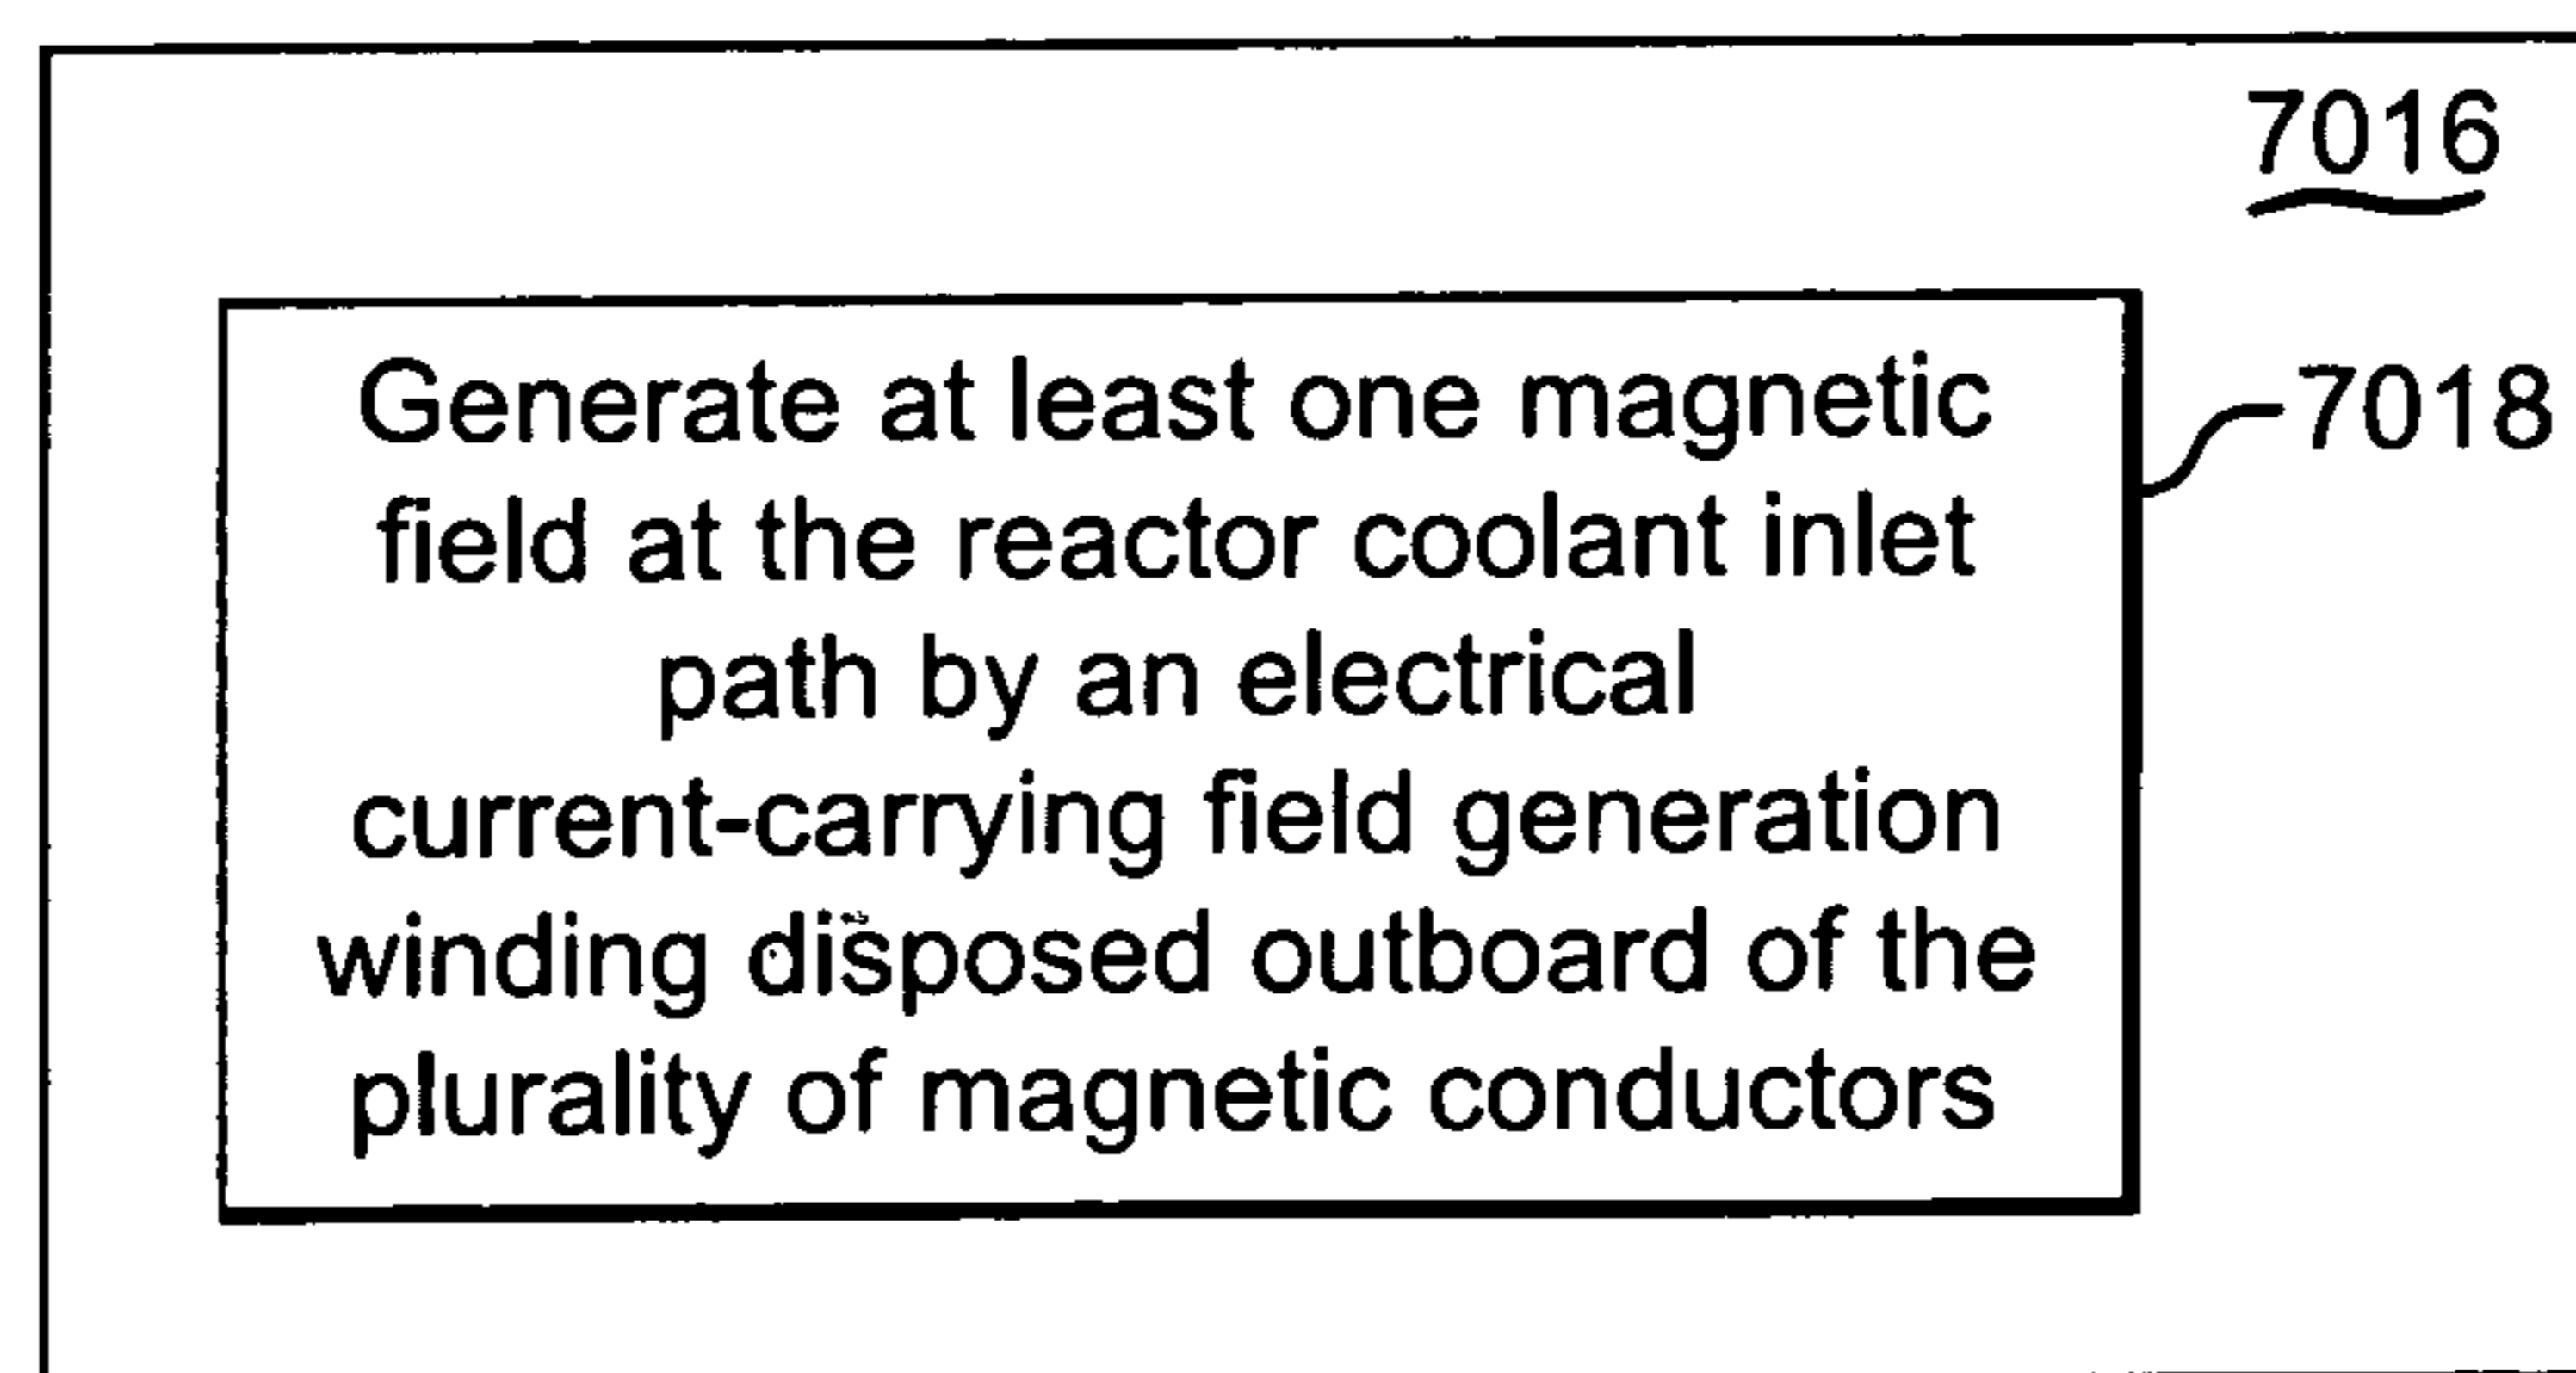 7016
Generate at least one magnetic
7018
field at the reactor coolant inlet
path by an electrical
current-carrying field generation
winding disposed outboard of the
plurality of magnetic conductors